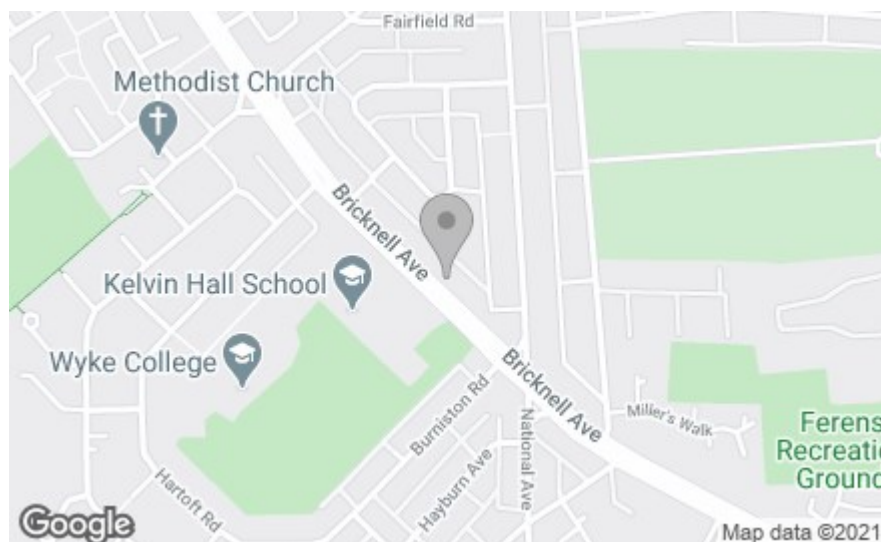 Fairfield Rd
Methodist Church
Bricknell Ave
Kelvin Hall School
Wyke College
Bricknell Ave
Burniston Rd
National Ave
Miller's Walk
Hayburn Ave
Hartoft Rd
Ferens
Recreatio
Ground
Google
Map data ©2021